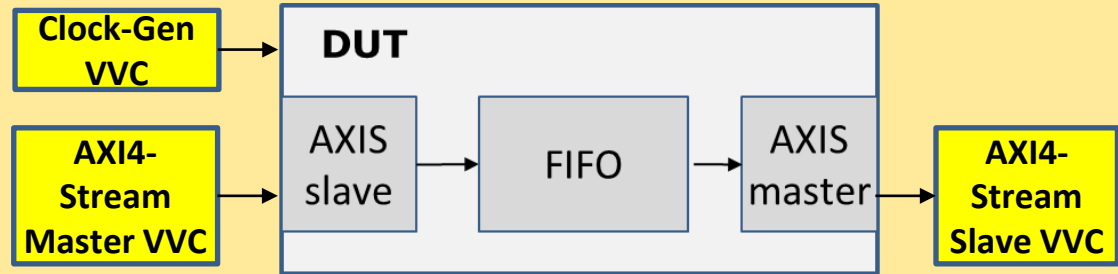 Clock-Gen
VVC
DUT
AXI4-
Stream
Master VVC
AXIS
slave
FIFO
AXIS
master
AXI4-
Stream
Slave VVC